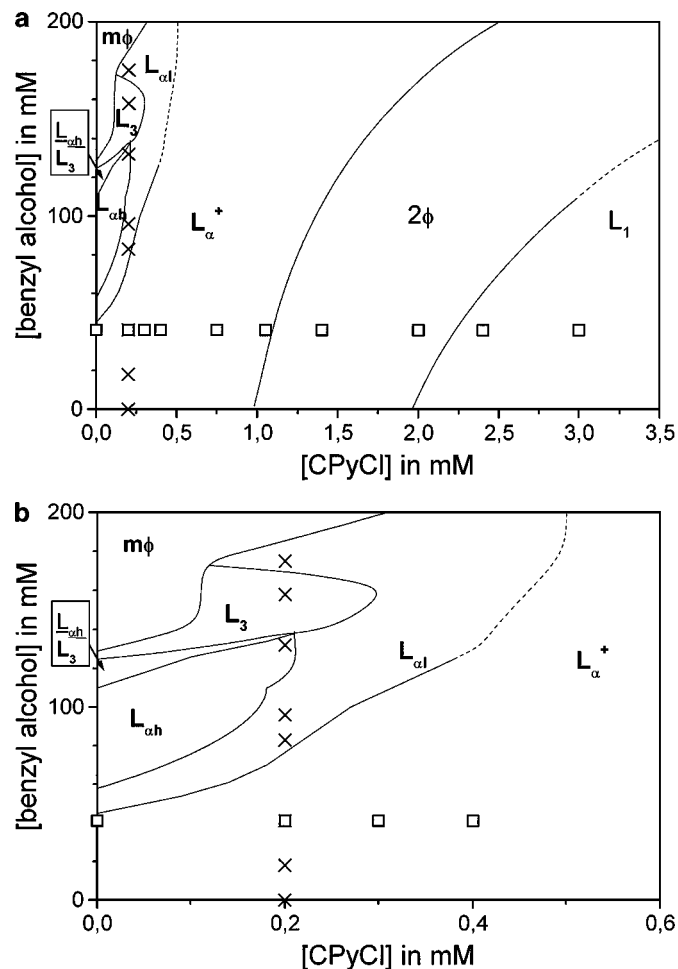 a
200
100
0
[benzyl alcohol] in mM
mϕ
Lαl
L3
Lαh
L3
Lαh
Lα+
2ϕ
L1
0,0 0,5 1,0 1,5 2,0 2,5 3,0 3,5
[CPyCl] in mM
b
200
100
0
[benzyl alcohol] in mM
mϕ
Lαh
L3
L3
Lαl
Lα+
Lαh
0,0 0,2 0,4 0,6
[CPyCl] in mM